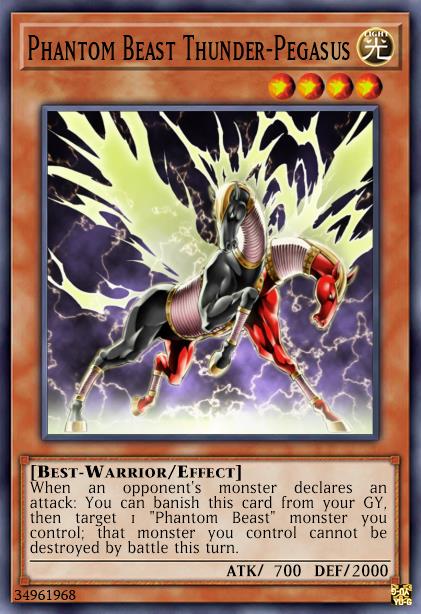 PHANTOM BEAST THUNDER-PEGASUS
LIGHT
光
[BEST-WARRIOR/EFFECT]
When an opponent's monster declares an
attack: You can banish this card from your GY,
then target 1 "Phantom Beast" monster you
control; that monster you control cannot be
destroyed by battle this turn.
ATK/ 700 DEF/2000
34961968